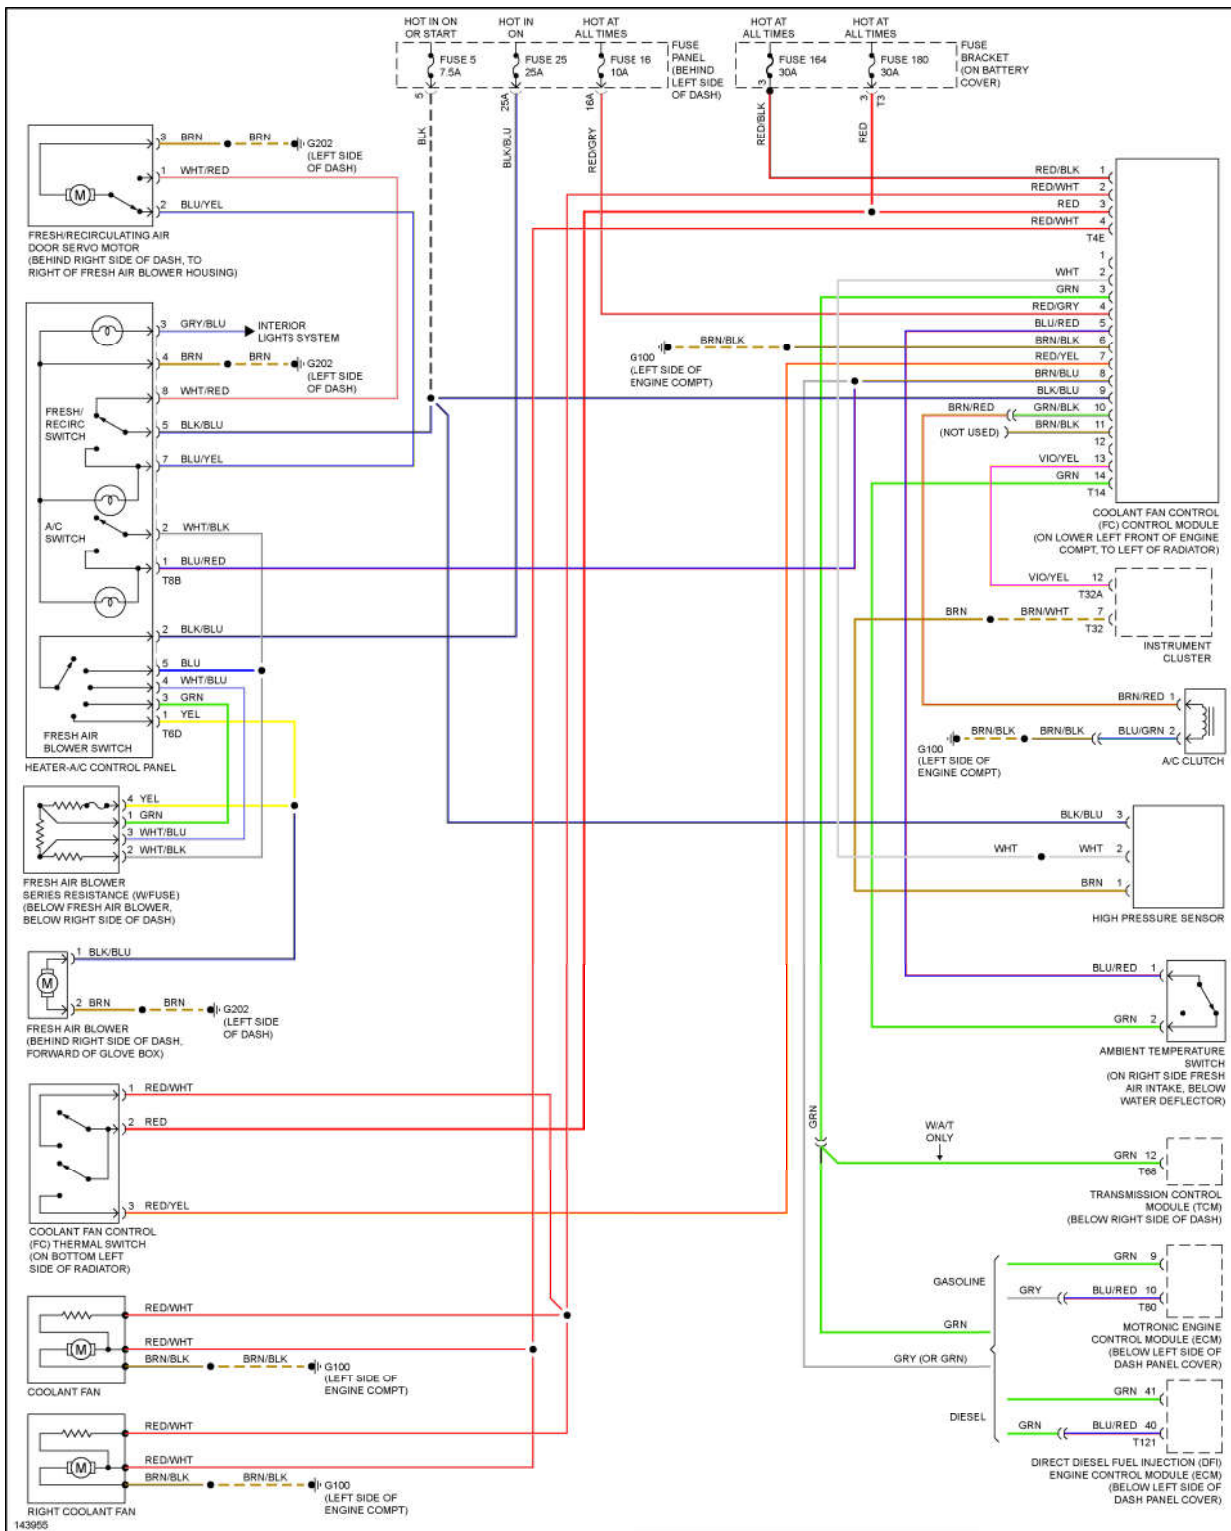 HOT IN ON
OR START
HOT IN
ON
HOT AT
ALL TIMES
HOT AT
ALL TIMES
HOT AT
ALL TIMES
FUSE 5
7.5A
FUSE 25
25A
FUSE 16
10A
FUSE
PANEL
(BEHIND
LEFT SIDE
OF DASH)
FUSE 164
30A
FUSE 180
30A
FUSE
BRACKET
(ON BATTERY
COVER)
5
25A
16A
3
3
T3
BLK
BLK/BLU
RED/GRY
RED/BLK
RED
3 BRN
BRN
G202
(LEFT SIDE
OF DASH)
1 WHT/RED
M
2 BLU/YEL
FRESH/RECIRCULATING AIR
DOOR SERVO MOTOR
(BEHIND RIGHT SIDE OF DASH, TO
RIGHT OF FRESH AIR BLOWER HOUSING)
RED/BLK 1
RED/WHT 2
RED 3
RED/WHT 4
T4E
1
WHT 2
GRN 3
RED/GRY 4
BLU/RED 5
BRN/BLK 6
RED/YEL 7
BRN/BLU 8
BLK/BLU 9
BRN/RED
GRN/BLK 10
(NOT USED)
BRN/BLK 11
12
VIO/YEL 13
GRN 14
T14
COOLANT FAN CONTROL
(FC) CONTROL MODULE
(ON LOWER LEFT FRONT OF ENGINE
COMPT, TO LEFT OF RADIATOR)
BRN/BLK
G100
(LEFT SIDE OF
ENGINE COMPT)
3 GRY/BLU
INTERIOR
LIGHTS SYSTEM
4 BRN
BRN
G202
(LEFT SIDE
OF DASH)
8 WHT/RED
FRESH/
RECIRC
SWITCH
5 BLK/BLU
7 BLU/YEL
A/C
SWITCH
2 WHT/BLK
1 BLU/RED
T8B
2 BLK/BLU
5 BLU
4 WHT/BLU
3 GRN
1 YEL
T6D
FRESH AIR
BLOWER SWITCH
HEATER-A/C CONTROL PANEL
VIO/YEL 12
T32A
BRN
BRN/WHT 7
T32
INSTRUMENT
CLUSTER
BRN/RED 1
G100
(LEFT SIDE OF
ENGINE COMPT)
BRN/BLK
BRN/BLK
BLU/GRN 2
A/C CLUTCH
4 YEL
1 GRN
3 WHT/BLU
2 WHT/BLK
FRESH AIR BLOWER
SERIES RESISTANCE (W/FUSE)
(BELOW FRESH AIR BLOWER,
BELOW RIGHT SIDE OF DASH)
BLK/BLU 3
WHT
WHT 2
BRN 1
HIGH PRESSURE SENSOR
1 BLK/BLU
M
2 BRN
BRN
G202
(LEFT SIDE
OF DASH)
FRESH AIR BLOWER
(BEHIND RIGHT SIDE OF DASH,
FORWARD OF GLOVE BOX)
BLU/RED 1
GRN 2
AMBIENT TEMPERATURE
SWITCH
(ON RIGHT SIDE FRESH
AIR INTAKE, BELOW
WATER DEFLECTOR)
1 RED/WHT
2 RED
3 RED/YEL
COOLANT FAN CONTROL
(FC) THERMAL SWITCH
(ON BOTTOM LEFT
SIDE OF RADIATOR)
GRN
W/A/T
ONLY
GRN 12
T68
TRANSMISSION CONTROL
MODULE (TCM)
(BELOW RIGHT SIDE OF DASH)
GASOLINE
GRN 9
GRY
BLU/RED 10
T80
MOTRONIC ENGINE
CONTROL MODULE (ECM)
(BELOW LEFT SIDE OF
DASH PANEL COVER)
GRN
GRY (OR GRN)
DIESEL
GRN 41
GRN
BLU/RED 40
T121
DIRECT DIESEL FUEL INJECTION (DFI)
ENGINE CONTROL MODULE (ECM)
(BELOW LEFT SIDE OF
DASH PANEL COVER)
RED/WHT
M
RED/WHT
BRN/BLK
BRN/BLK
G100
(LEFT SIDE OF
ENGINE COMPT)
COOLANT FAN
RED/WHT
M
RED/WHT
BRN/BLK
BRN/BLK
G100
(LEFT SIDE OF
ENGINE COMPT)
RIGHT COOLANT FAN
143955